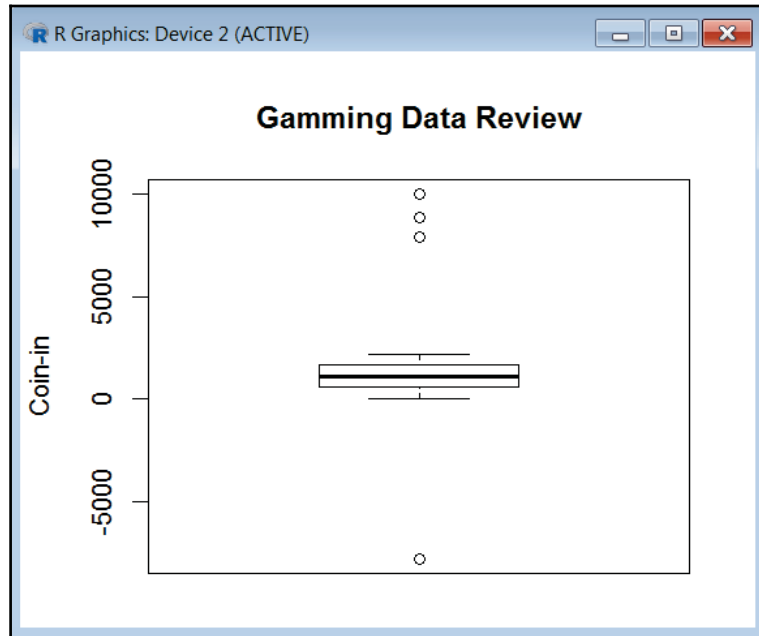 R Graphics: Device 2 (ACTIVE)
Gamming Data Review
10000
5000
0
-5000
Coin-in